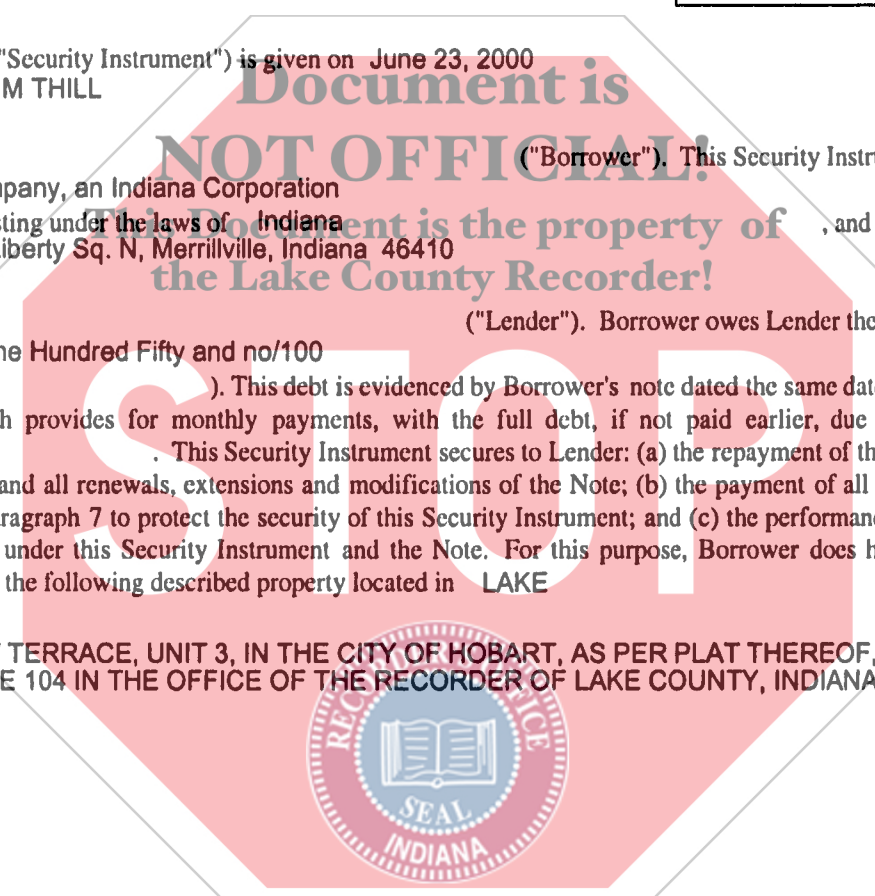 "Security Instrument") is given on June 23, 2000
M THILL
Document is
NOT OFFICIAL!
("Borrower"). This Security Instr
mpany, an Indiana Corporation
sting under the laws of Indiana , and
This Document is the property of
iberty Sq. N, Merrillville, Indiana 46410
the Lake County Recorder!
("Lender"). Borrower owes Lender the
ne Hundred Fifty and no/100
). This debt is evidenced by Borrower's note dated the same dat
h provides for monthly payments, with the full debt, if not paid earlier, due
. This Security Instrument secures to Lender: (a) the repayment of th
and all renewals, extensions and modifications of the Note; (b) the payment of all
ragraph 7 to protect the security of this Security Instrument; and (c) the performanc
under this Security Instrument and the Note. For this purpose, Borrower does h
the following described property located in LAKE
STOP
TERRACE, UNIT 3, IN THE CITY OF HOBART, AS PER PLAT THEREOF,
E 104 IN THE OFFICE OF THE RECORDER OF LAKE COUNTY, INDIANA
RECORDER'S OFFICE
SEAL
INDIANA